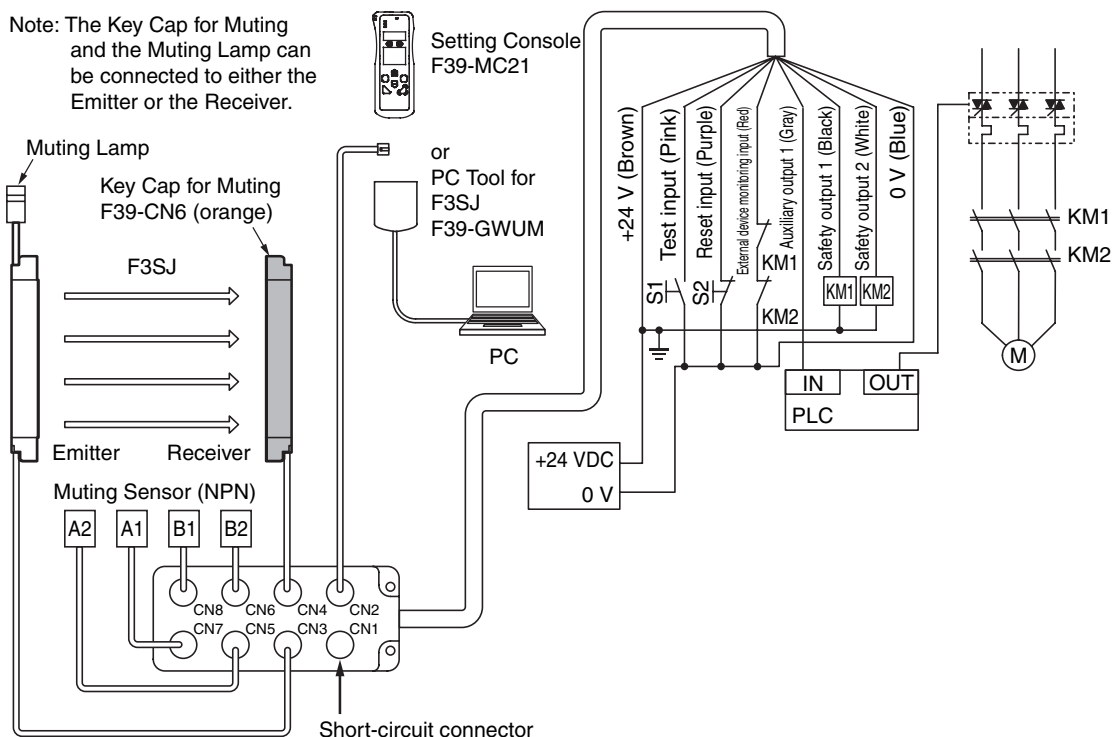 Note: The Key Cap for Muting
and the Muting Lamp can
be connected to either the
Emitter or the Receiver.
Setting Console
F39-MC21
or
PC Tool for
F3SJ
F39-GWUM
PC
Muting Lamp
Key Cap for Muting
F39-CN6 (orange)
F3SJ
Emitter
Receiver
Muting Sensor (NPN)
A2
A1
B1
B2
CN8
CN6
CN4
CN2
CN7
CN5
CN3
CN1
Short-circuit connector
+24 V (Brown)
Test input (Pink)
Reset input (Purple)
External device monitoring input (Red)
Auxiliary output 1 (Gray)
Safety output 1 (Black)
Safety output 2 (White)
0 V (Blue)
S1
S2
KM1
KM2
KM1
KM2
IN
OUT
PLC
+24 VDC
0 V
KM1
KM2
M